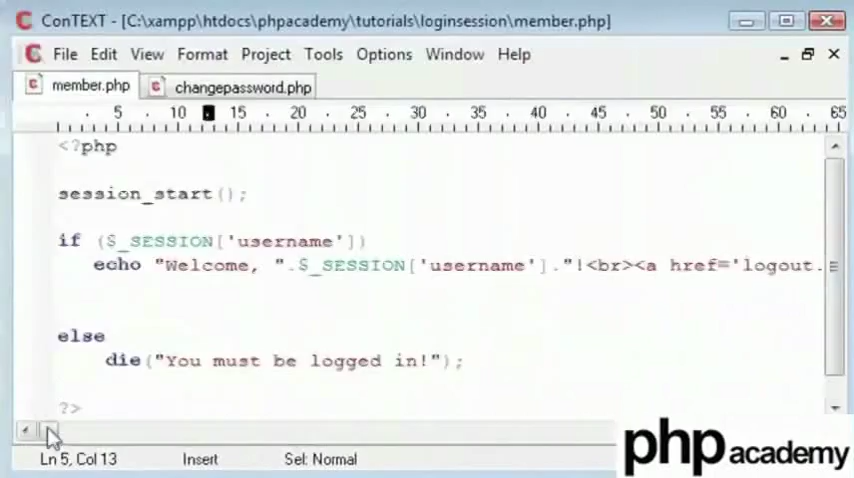 ConTEXT - [C:\xampp\htdocs\phpacademy\tutorials\loginsession\member.php]
File Edit View Format Project Tools Options Window Help
member.php changepassword.php
5 10 15 20 25 30 35 40 45 50 55 60 65
<?php
session_start();
if ($_SESSION['username'])
echo "Welcome, ".$_SESSION['username']."!<br><a href='logout.
else
die("You must be logged in!");
?>
php academy
Ln 5, Col 13 Insert Sel: Normal